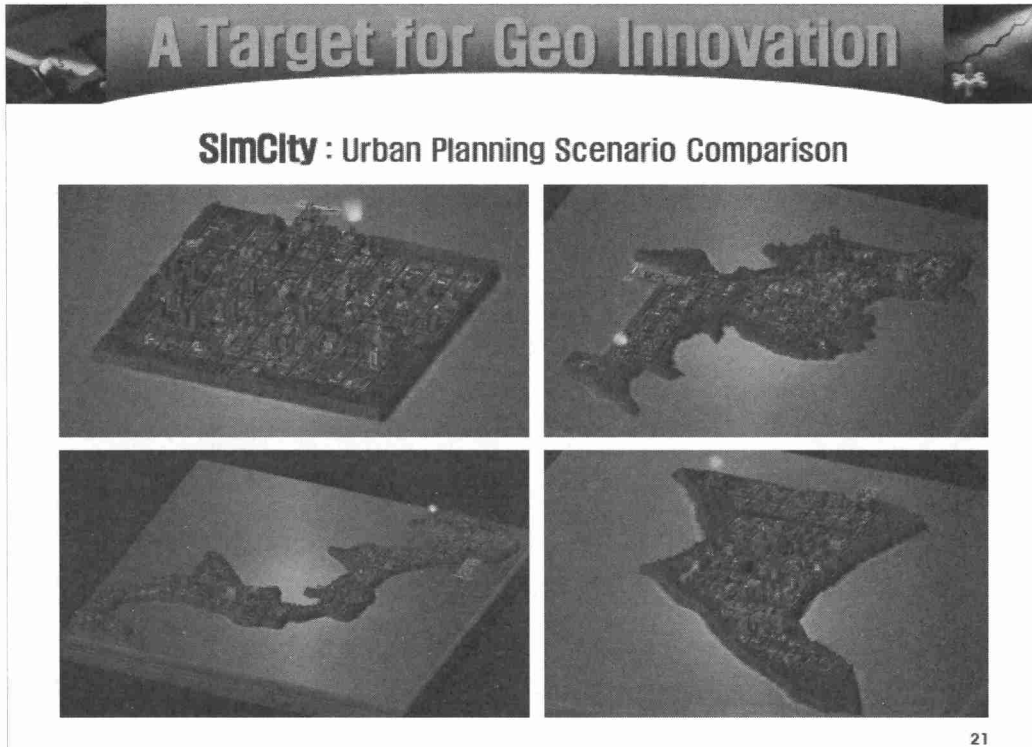 A Target for Geo Innovation
SimCity : Urban Planning Scenario Comparison
21